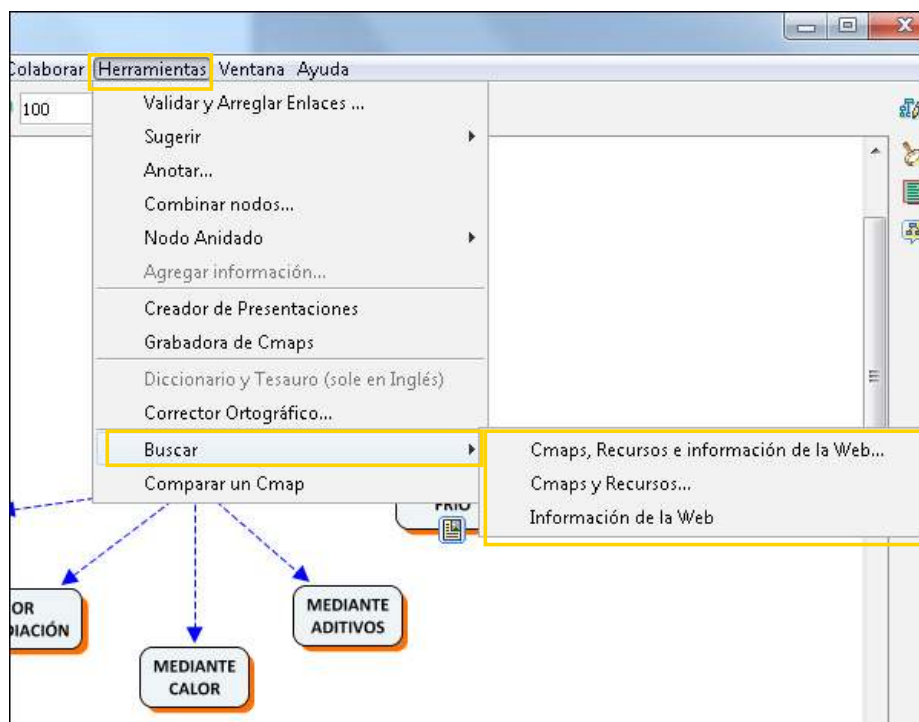 Colaborar Herramientas Ventana Ayuda
100
Validar y Arreglar Enlaces ...
Sugerir
Anotar...
Combinar nodos...
Nodo Anidado
Agregar información...
Creador de Presentaciones
Grabadora de Cmaps
Diccionario y Tesauro (sole en Inglés)
Corrector Ortográfico...
Buscar
Cmaps, Recursos e información de la Web...
Cmaps y Recursos...
Información de la Web
Comparar un Cmap
FRIO
OR
DIACIÓN
MEDIANTE
ADITIVOS
MEDIANTE
CALOR